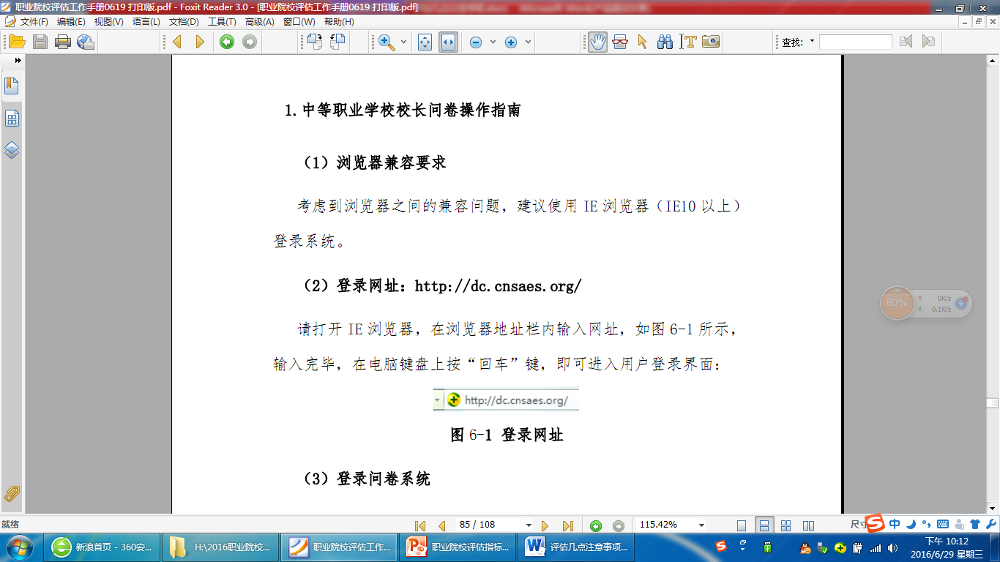 职业院校评估工作手册0619 打印版.pdf - Foxit Reader 3.0 - [职业院校评估工作手册0619 打印版.pdf]
文件(F) 编辑(E) 视图(V) 语言(L) 文档(D) 工具(T) 高级(A) 窗口(W) 帮助(H)
查找:
1.中等职业学校校长问卷操作指南
（1）浏览器兼容要求
考虑到浏览器之间的兼容问题，建议使用 IE 浏览器（IE10 以上）
登录系统。
（2）登录网址：http://dc.cnsaes.org/
80%
0K/s
0.1K/s
请打开 IE 浏览器，在浏览器地址栏内输入网址，如图 6-1 所示，
输入完毕，在电脑键盘上按“回车”键，即可进入用户登录界面：
http://dc.cnsaes.org/
图 6-1 登录网址
（3）登录问卷系统
就绪
85 / 108
115.42%
尺寸
中
新浪首页 - 360安...
H:\2016职业院校...
职业院校评估工作...
职业院校评估指标...
评估几点注意事项...
下午 10:12
2016/6/29 星期三